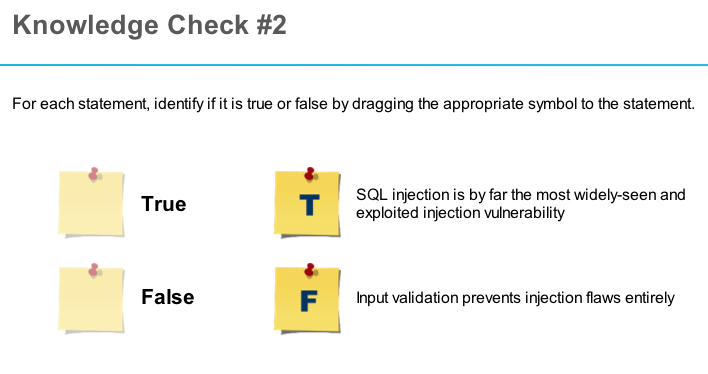 Knowledge Check #2
For each statement, identify if it is true or false by dragging the appropriate symbol to the statement.
True
T
SQL injection is by far the most widely-seen and
exploited injection vulnerability
False
F
Input validation prevents injection flaws entirely